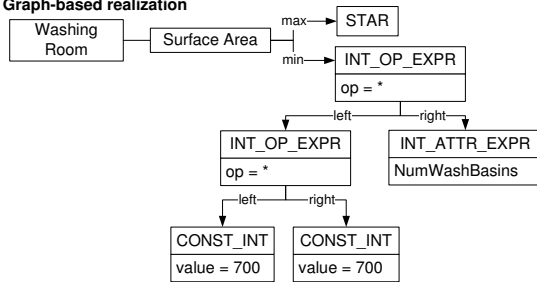 Graph-based realization
Washing
Room
Surface Area
max
STAR
min
INT_OP_EXPR
op = *
left
right
INT_OP_EXPR
op = *
INT_ATTR_EXPR
NumWashBasins
left
right
CONST_INT
value = 700
CONST_INT
value = 700